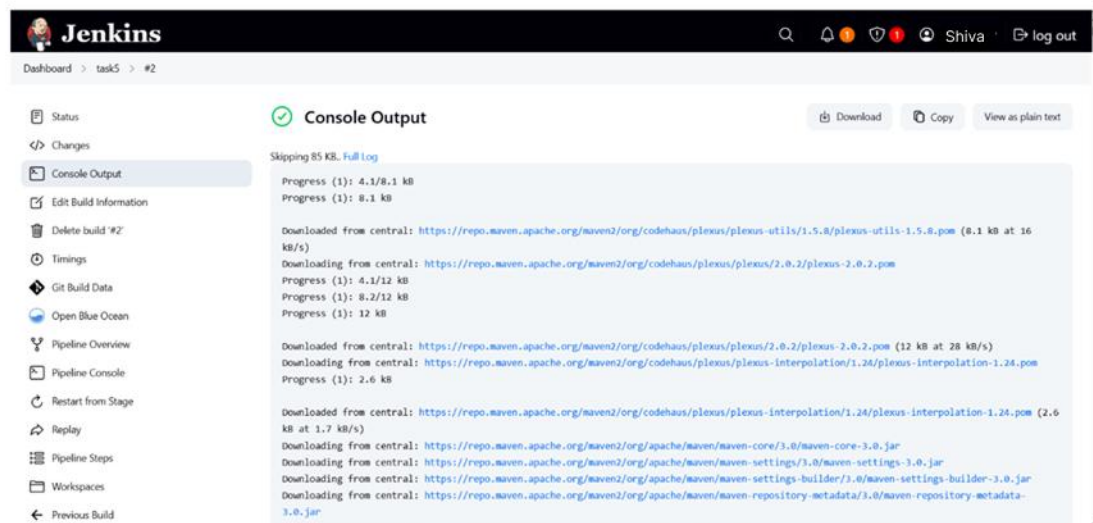 Jenkins
1
1
Shiva
log out
Dashboard > task5 > #2
Status
Changes
Console Output
Edit Build Information
Delete build '#2'
Timings
Git Build Data
Open Blue Ocean
Pipeline Overview
Pipeline Console
Restart from Stage
Replay
Pipeline Steps
Workspaces
Previous Build
Console Output
Download
Copy
View as plain text
Skipping 85 KB.. Full Log
Progress (1): 4.1/8.1 kB
Progress (1): 8.1 kB
Downloaded from central: https://repo.maven.apache.org/maven2/org/codehaus/plexus/plexus-utils/1.5.8/plexus-utils-1.5.8.pom (8.1 kB at 16
kB/s)
Downloading from central: https://repo.maven.apache.org/maven2/org/codehaus/plexus/plexus/2.0.2/plexus-2.0.2.pom
Progress (1): 4.1/12 kB
Progress (1): 8.2/12 kB
Progress (1): 12 kB
Downloaded from central: https://repo.maven.apache.org/maven2/org/codehaus/plexus/plexus/2.0.2/plexus-2.0.2.pom (12 kB at 28 kB/s)
Downloading from central: https://repo.maven.apache.org/maven2/org/codehaus/plexus/plexus-interpolation/1.24/plexus-interpolation-1.24.pom
Progress (1): 2.6 kB
Downloaded from central: https://repo.maven.apache.org/maven2/org/codehaus/plexus/plexus-interpolation/1.24/plexus-interpolation-1.24.pom (2.6
kB at 1.7 kB/s)
Downloading from central: https://repo.maven.apache.org/maven2/org/apache/maven/maven-core/3.0/maven-core-3.0.jar
Downloading from central: https://repo.maven.apache.org/maven2/org/apache/maven/maven-settings/3.0/maven-settings-3.0.jar
Downloading from central: https://repo.maven.apache.org/maven2/org/apache/maven/maven-settings-builder/3.0/maven-settings-builder-3.0.jar
Downloading from central: https://repo.maven.apache.org/maven2/org/apache/maven/maven-repository-metadata/3.0/maven-repository-metadata-
3.0.jar